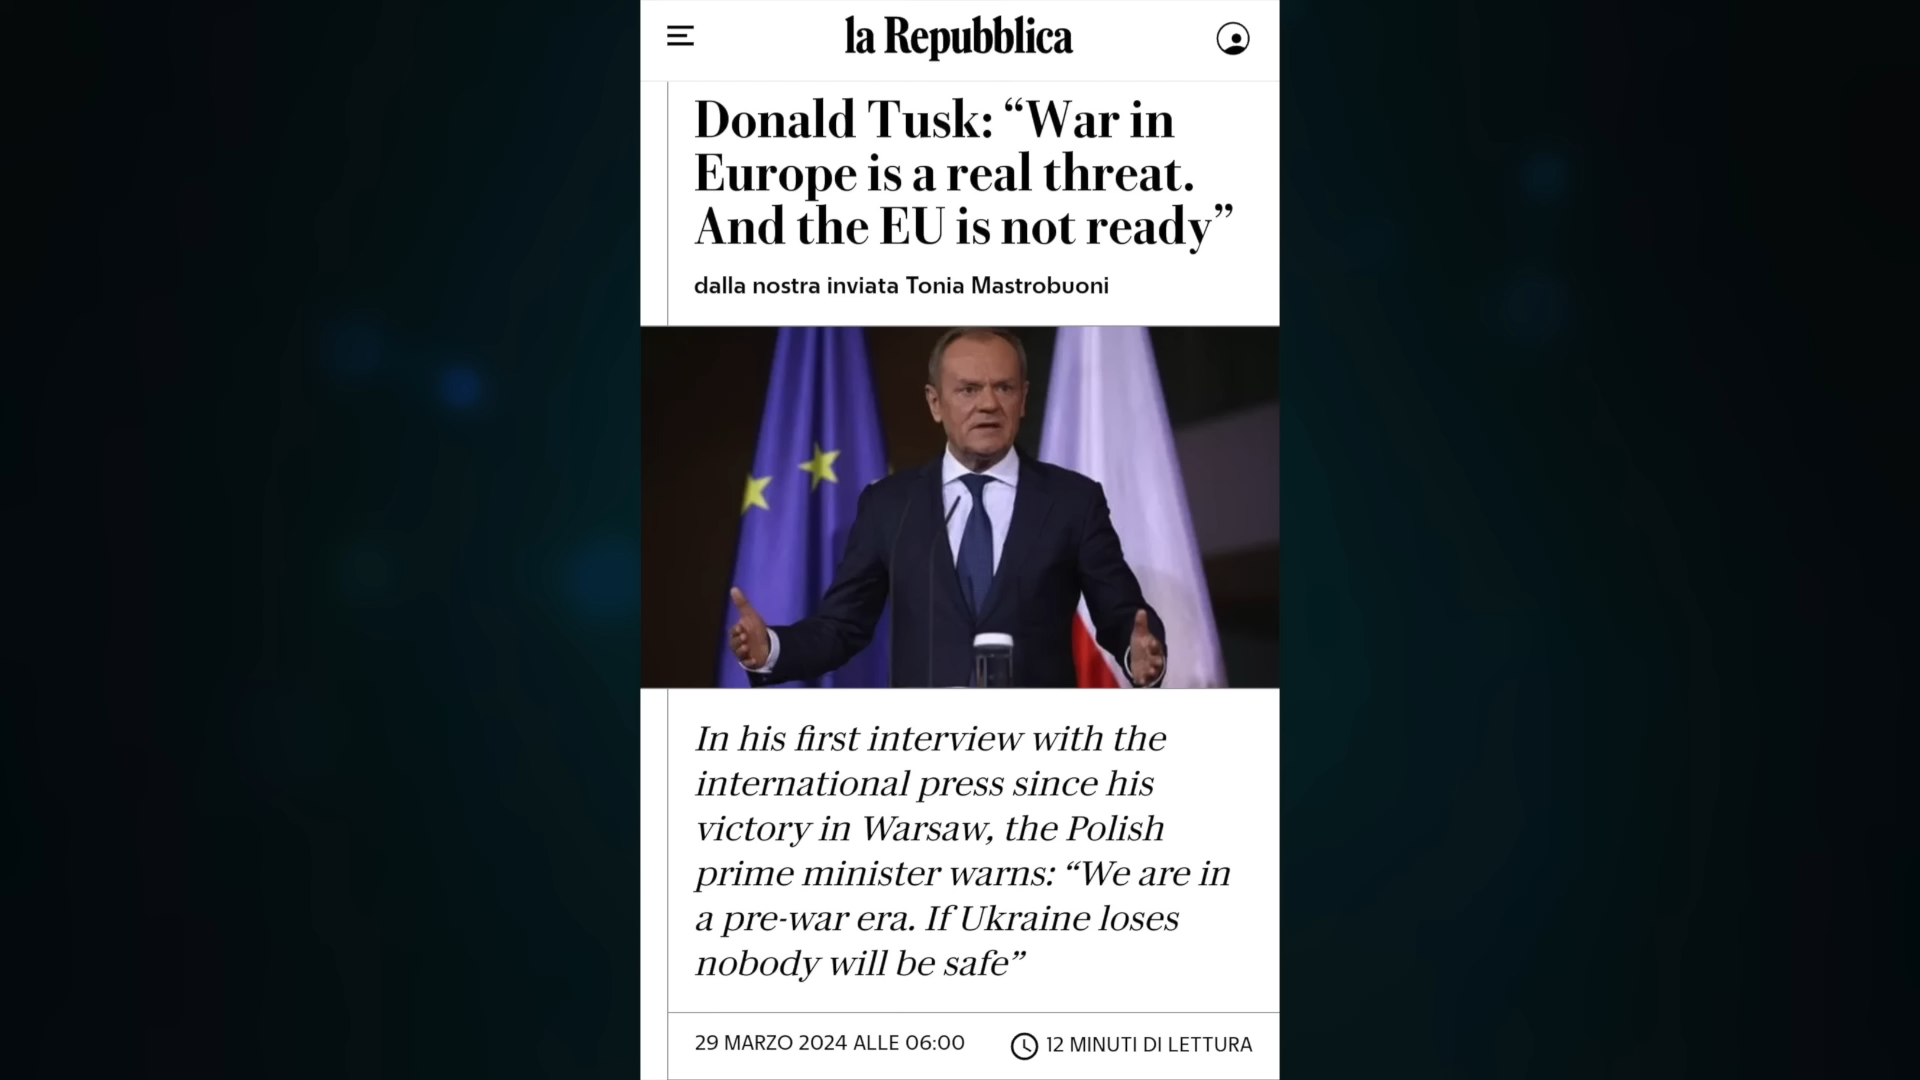 la Repubblica
Donald Tusk: “War in
Europe is a real threat.
And the EU is not ready”
dalla nostra inviata Tonia Mastrobuoni
In his first interview with the
international press since his
victory in Warsaw, the Polish
prime minister warns: “We are in
a pre-war era. If Ukraine loses
nobody will be safe”
29 MARZO 2024 ALLE 06:00
12 MINUTI DI LETTURA